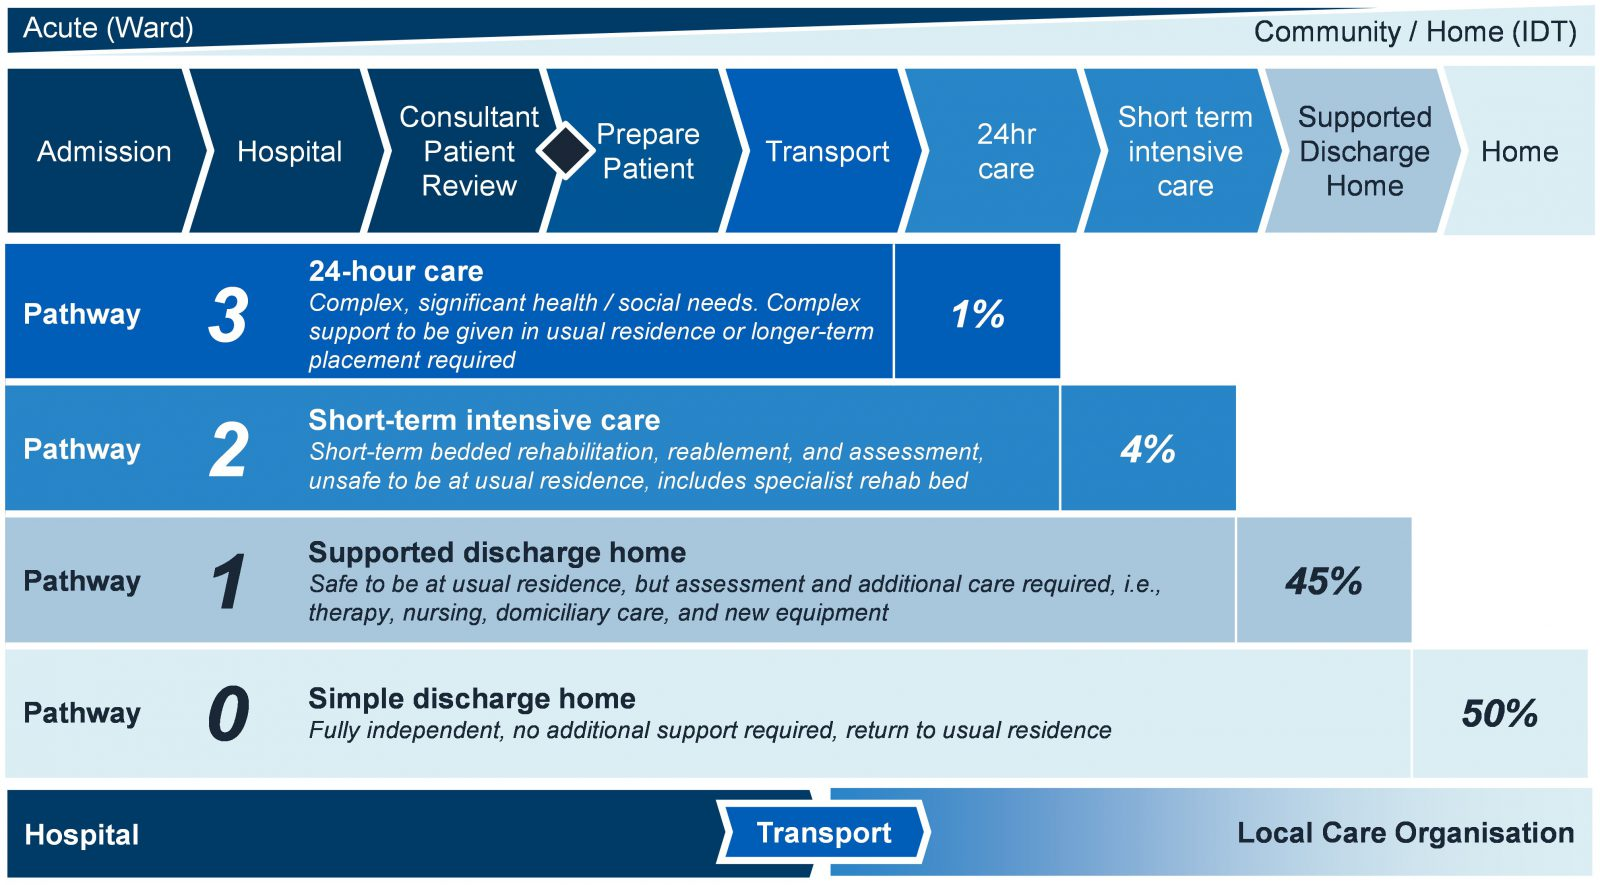 Acute (Ward)
Community / Home (IDT)
Admission
Hospital
Consultant
Patient
Review
Prepare
Patient
Transport
24hr
care
Short term
intensive
care
Supported
Discharge
Home
Home
Pathway 3
24-hour care
Complex, significant health / social needs. Complex
support to be given in usual residence or longer-term
placement required
1%
Pathway 2
Short-term intensive care
Short-term bedded rehabilitation, reablement, and assessment,
unsafe to be at usual residence, includes specialist rehab bed
4%
Pathway 1
Supported discharge home
Safe to be at usual residence, but assessment and additional care required, i.e.,
therapy, nursing, domiciliary care, and new equipment
45%
Pathway 0
Simple discharge home
Fully independent, no additional support required, return to usual residence
50%
Hospital
Transport
Local Care Organisation